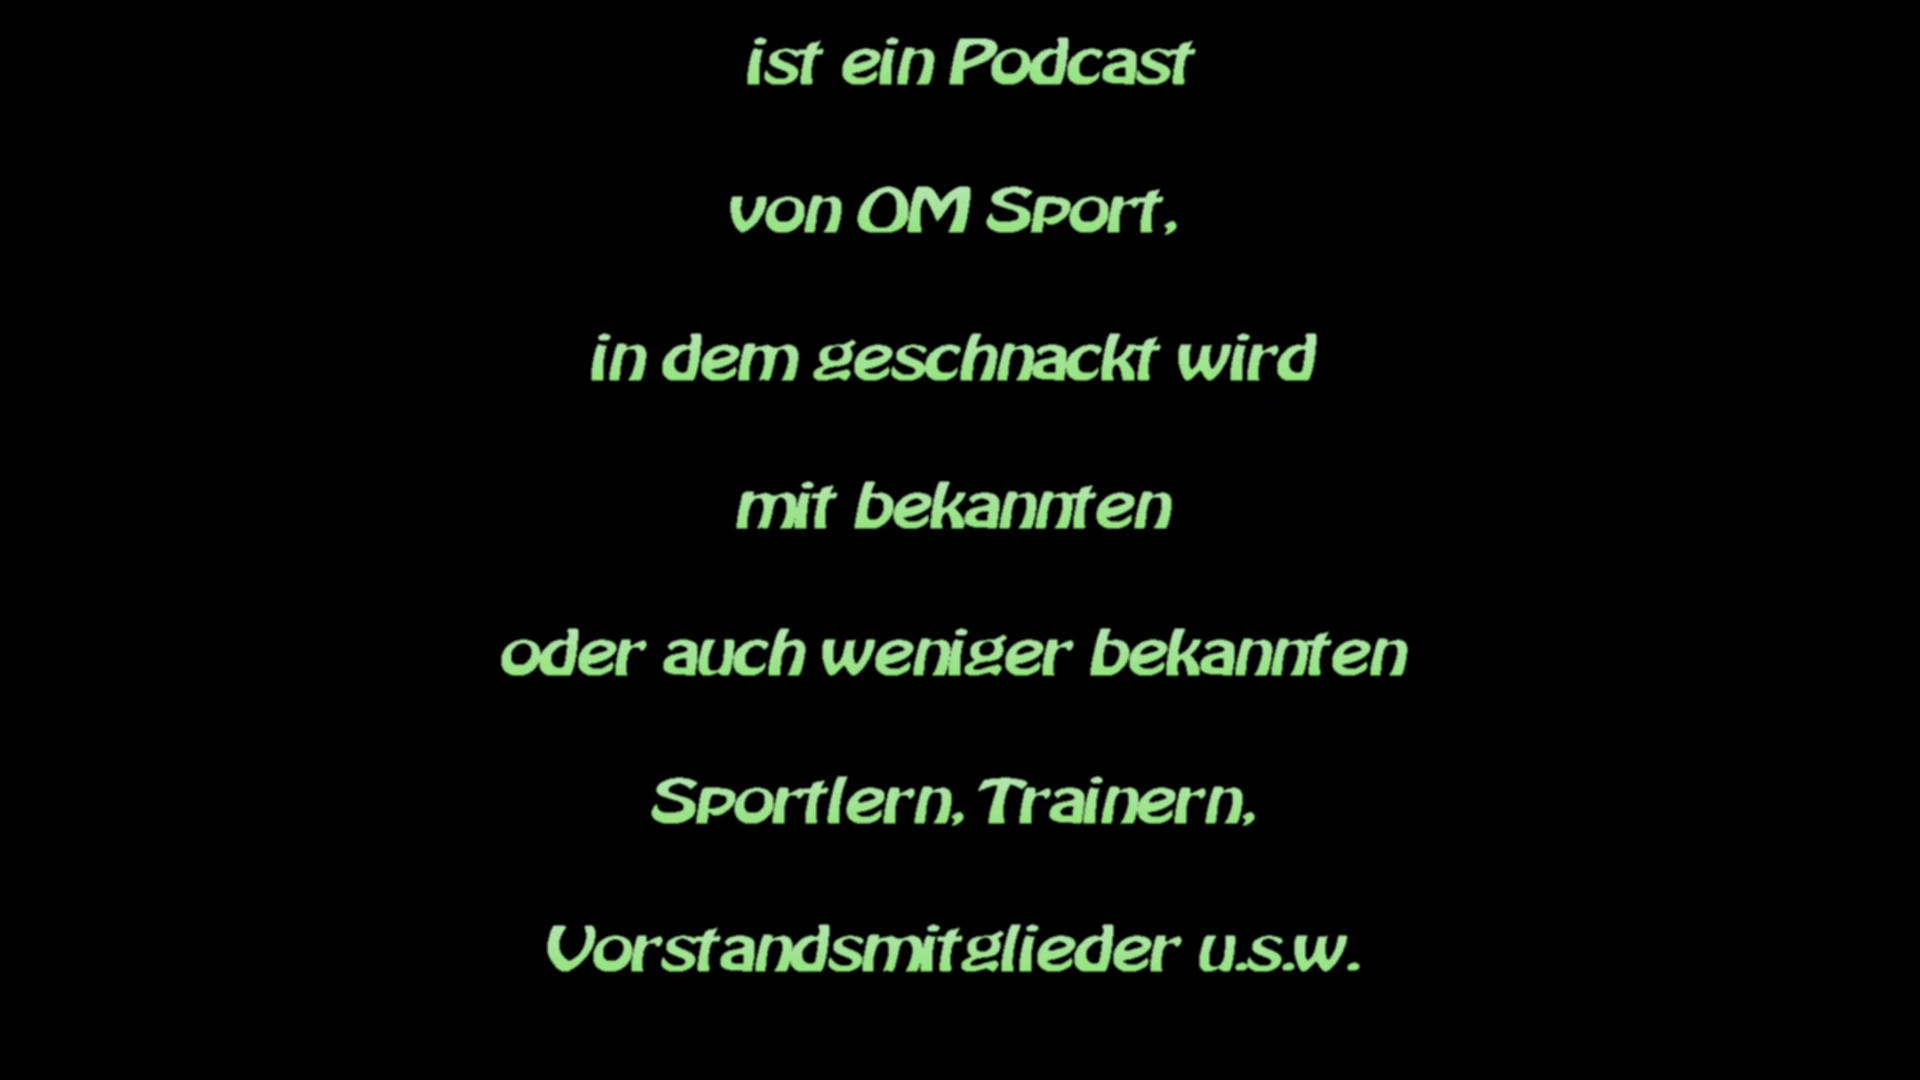 ist ein Podcast
von OM Sport,
in dem geschnackt wird
mit bekannten
oder auch weniger bekannten
Sportlern, Trainern,
Vorstandsmitglieder u.s.w.